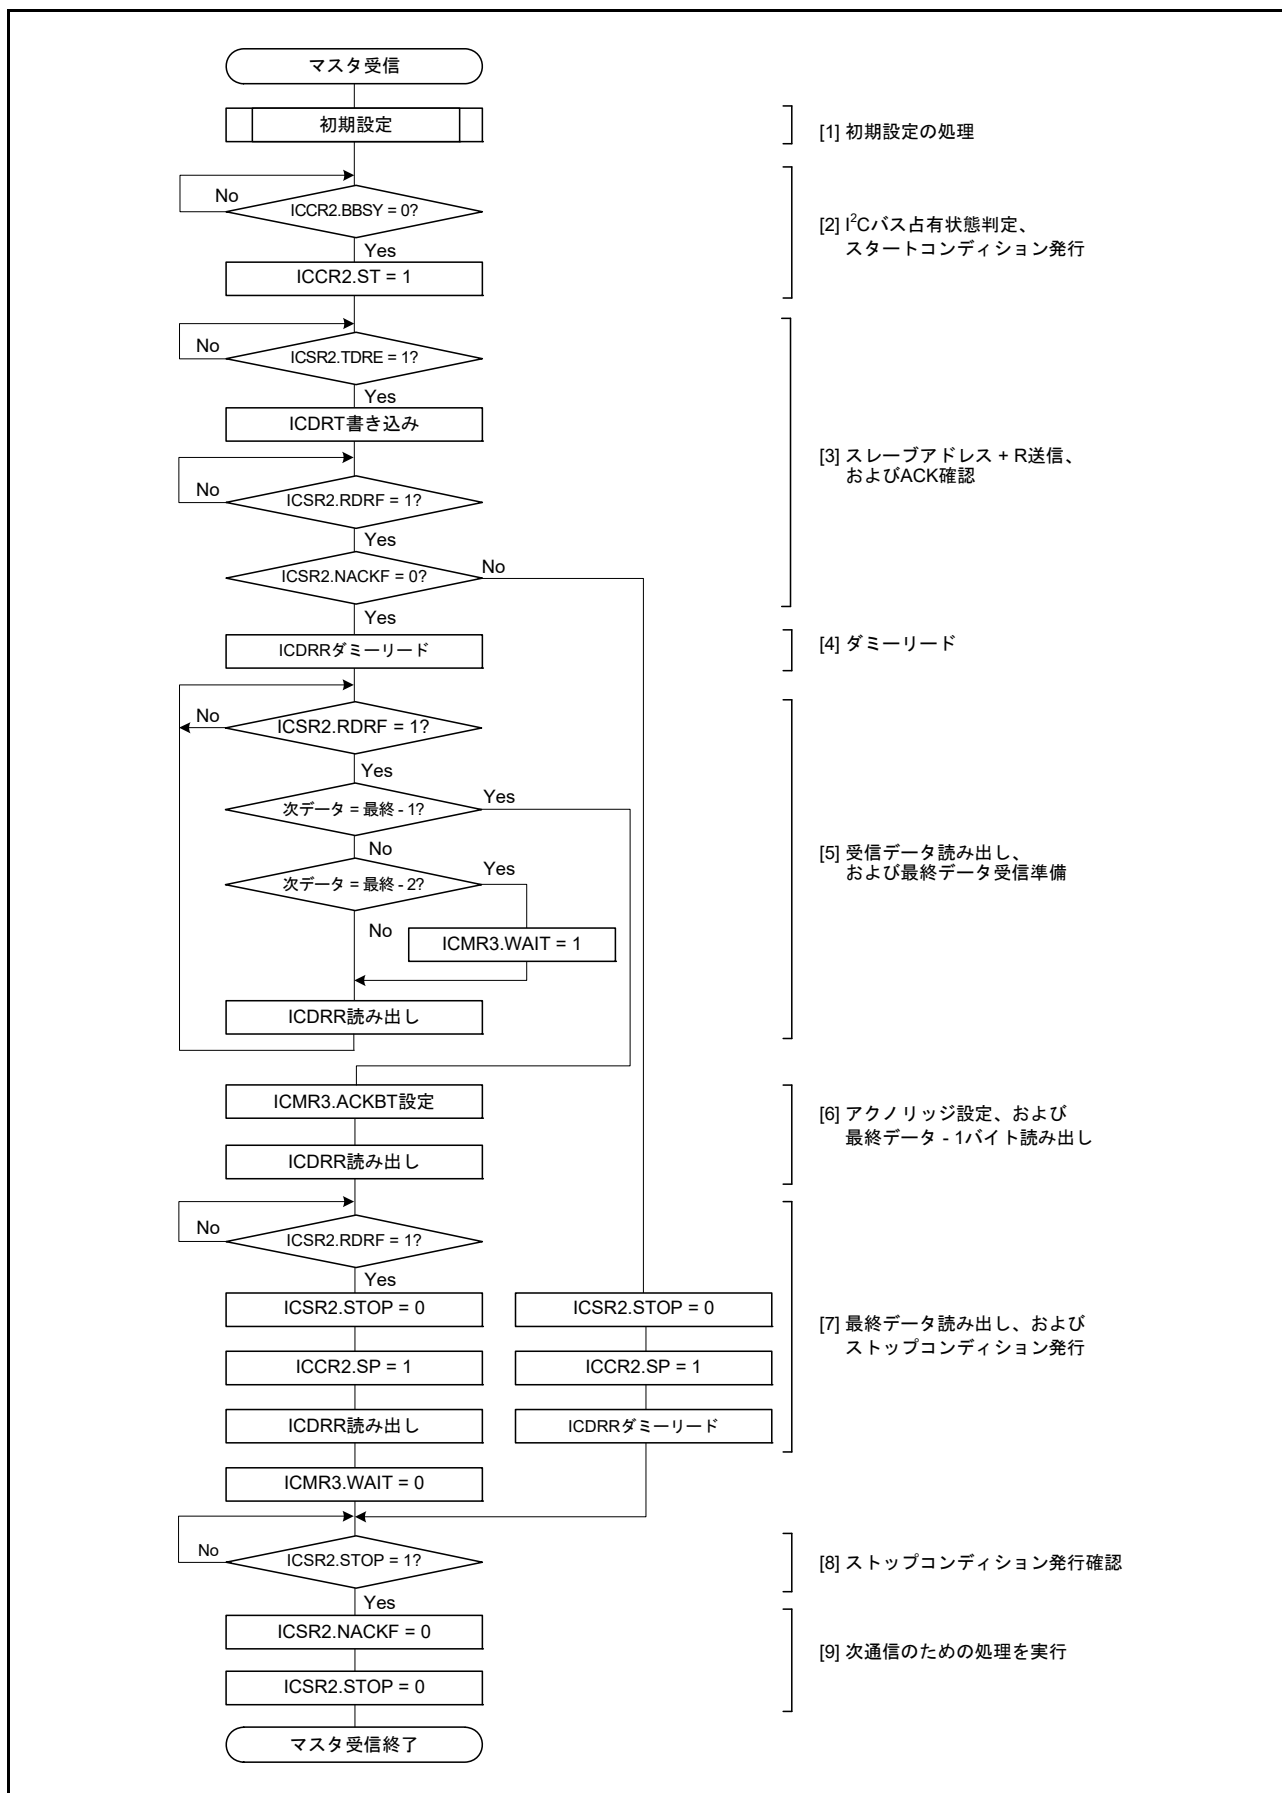 マスタ受信
初期設定
[1] 初期設定の処理
No
ICCR2.BBSY = 0?
Yes
ICCR2.ST = 1
[2] I²Cバス占有状態判定、
スタートコンディション発行
No
ICSR2.TDRE = 1?
Yes
ICDRT書き込み
No
ICSR2.RDRF = 1?
Yes
ICSR2.NACKF = 0?
No
Yes
[3] スレーブアドレス + R送信、
およびACK確認
ICDRRダミーリード
[4] ダミーリード
No
ICSR2.RDRF = 1?
Yes
次データ = 最終 - 1?
Yes
No
次データ = 最終 - 2?
Yes
No
ICMR3.WAIT = 1
ICDRR読み出し
[5] 受信データ読み出し、
および最終データ受信準備
ICMR3.ACKBT設定
ICDRR読み出し
[6] アクノリッジ設定、および
最終データ - 1バイト読み出し
No
ICSR2.RDRF = 1?
Yes
ICSR2.STOP = 0
ICCR2.SP = 1
ICDRR読み出し
ICMR3.WAIT = 0
ICSR2.STOP = 0
ICCR2.SP = 1
ICDRRダミーリード
[7] 最終データ読み出し、および
ストップコンディション発行
No
ICSR2.STOP = 1?
Yes
[8] ストップコンディション発行確認
ICSR2.NACKF = 0
ICSR2.STOP = 0
[9] 次通信のための処理を実行
マスタ受信終了